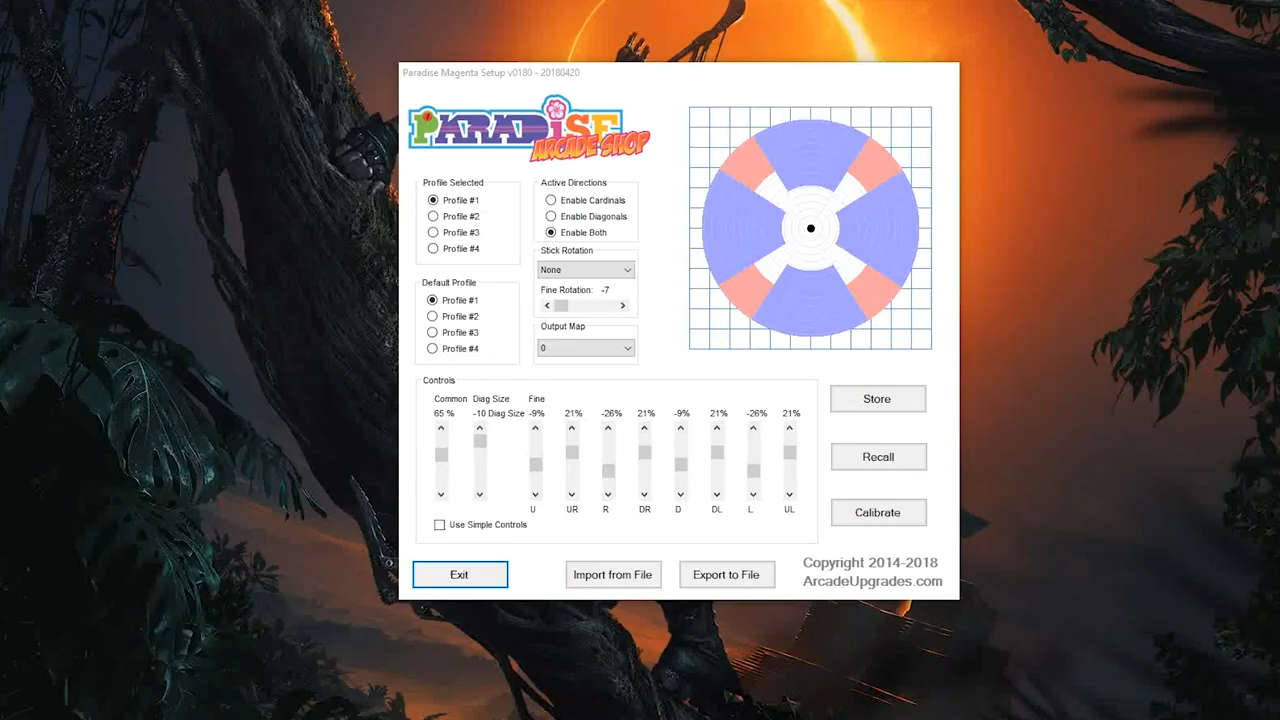 Paradise Magenta Setup v0180 - 20180420
PARADISE
ARCADE SHOP
Profile Selected
Profile #1
Profile #2
Profile #3
Profile #4
Active Directions
Enable Cardinals
Enable Diagonals
Enable Both
Stick Rotation
None
Fine Rotation: -7
Default Profile
Profile #1
Profile #2
Profile #3
Profile #4
Output Map
0
Controls
Common Diag Size Fine
65 % -10 Diag Size -9% 21% -26% 21% -9% 21% -26% 21%
U UR R DR D DL L UL
Use Simple Controls
Store
Recall
Calibrate
Exit
Import from File
Export to File
Copyright 2014-2018
ArcadeUpgrades.com